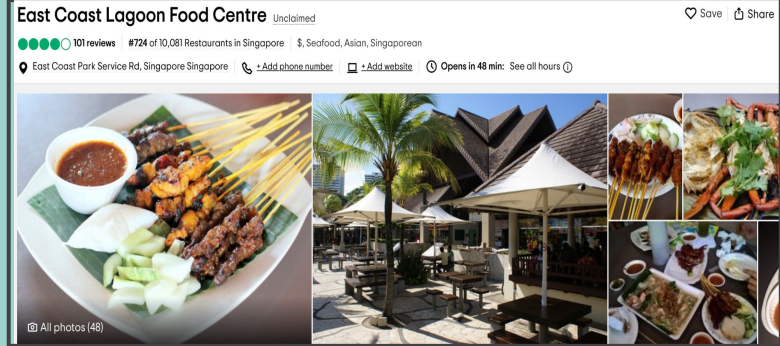 East Coast Lagoon Food Centre Unclaimed
Save Share
101 reviews #724 of 10,081 Restaurants in Singapore $, Seafood, Asian, Singaporean
East Coast Park Service Rd, Singapore Singapore + Add phone number + Add website Opens in 48 min: See all hours
All photos (48)